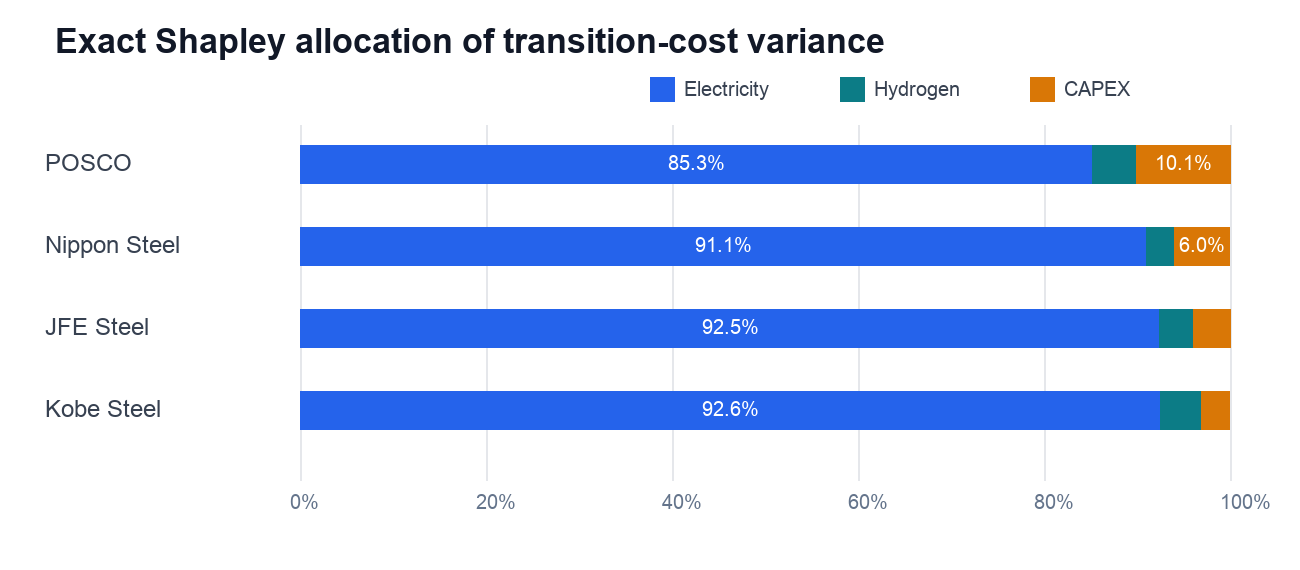 Exact Shapley allocation of transition-cost variance
Electricity Hydrogen CAPEX
POSCO 85.3% 10.1%
Nippon Steel 91.1% 6.0%
JFE Steel 92.5%
Kobe Steel 92.6%
0% 20% 40% 60% 80% 100%